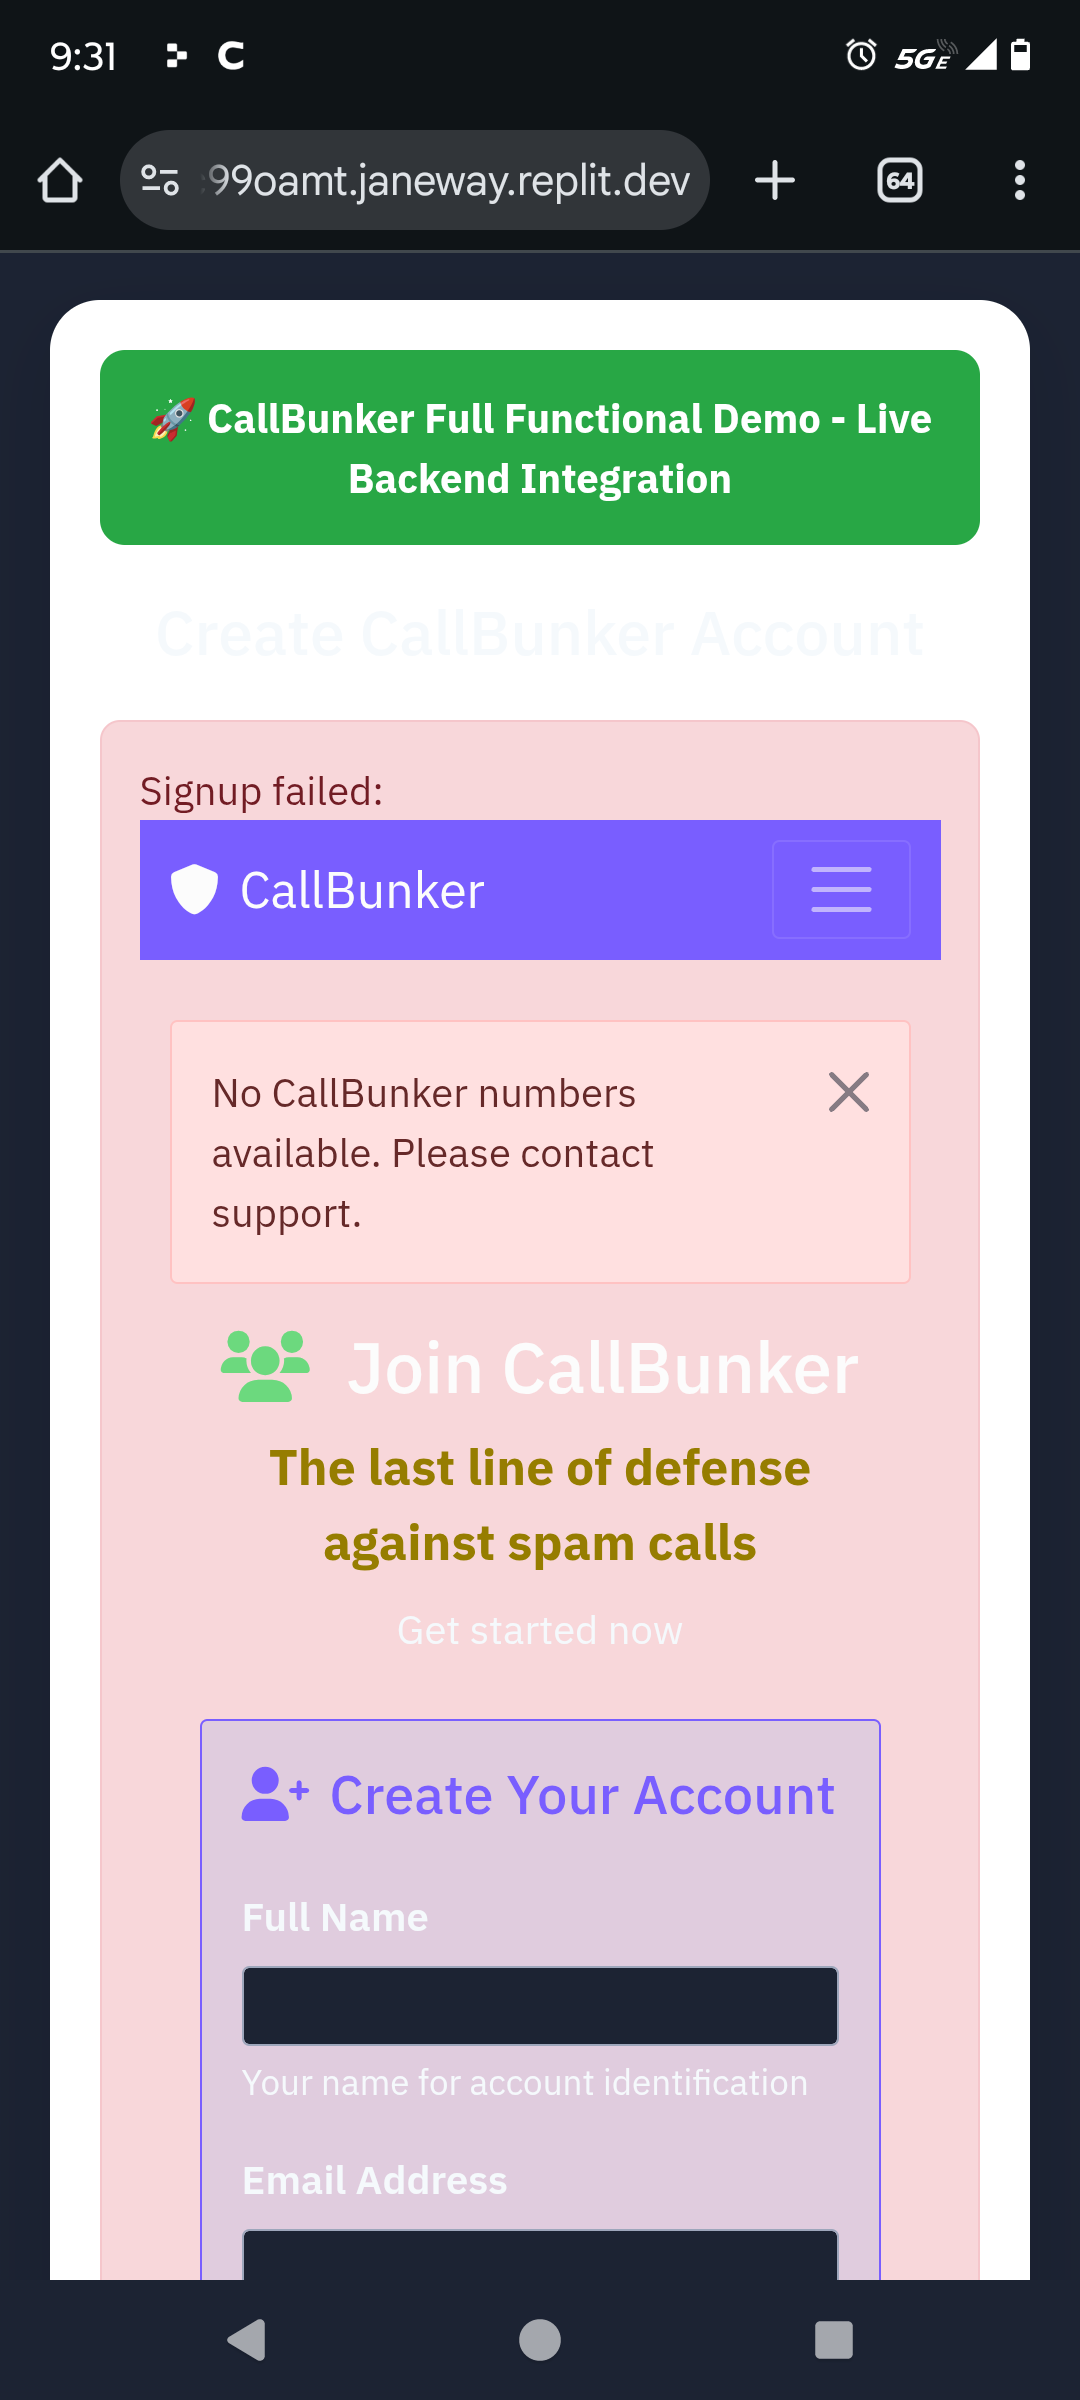 9:31
5GE
99oamt.janeway.replit.dev
64
🚀 CallBunker Full Functional Demo - Live
Backend Integration
Create CallBunker Account
Signup failed:
CallBunker
No CallBunker numbers
available. Please contact
support.
Join CallBunker
The last line of defense
against spam calls
Get started now
Create Your Account
Full Name
Your name for account identification
Email Address